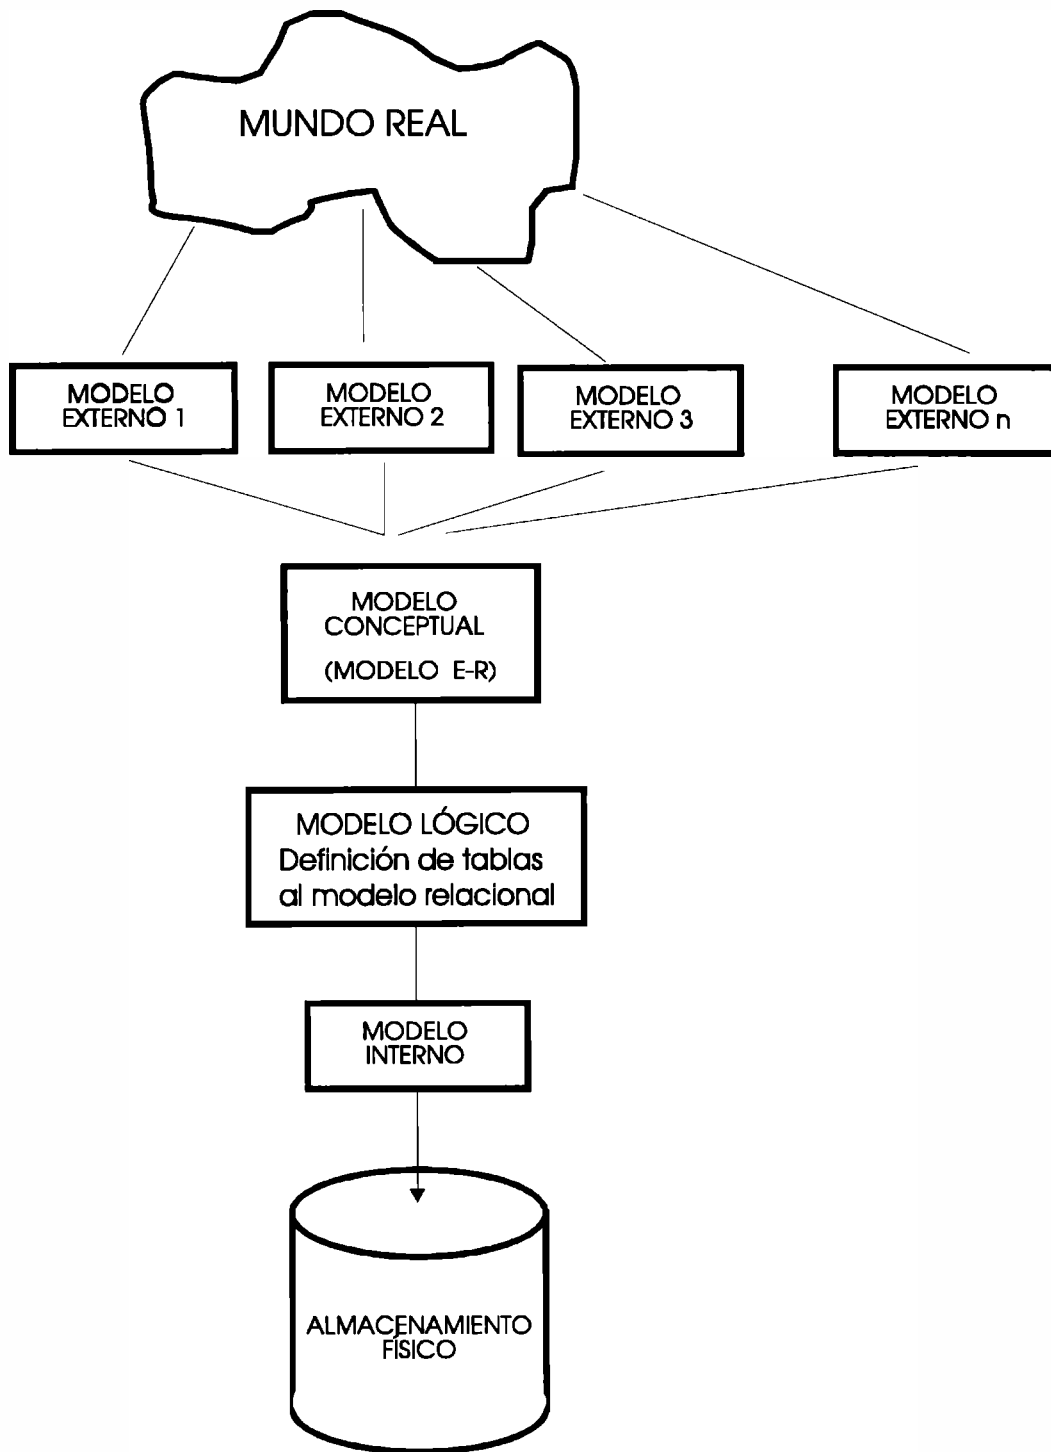 MUNDO REAL
MODELO
EXTERNO 1
MODELO
EXTERNO 2
MODELO
EXTERNO 3
MODELO
EXTERNO n
MODELO
CONCEPTUAL
(MODELO E-R)
MODELO LÓGICO
Definición de tablas
al modelo relacional
MODELO
INTERNO
ALMACENAMIENTO
FÍSICO